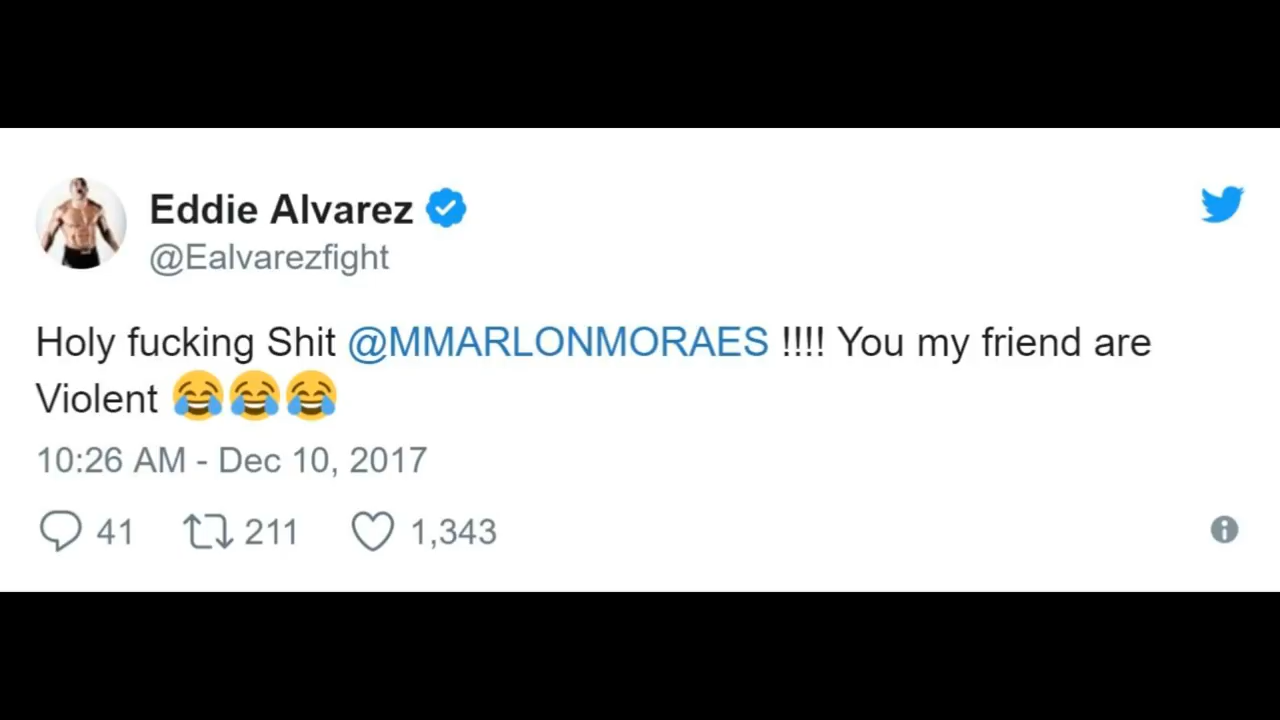 Eddie Alvarez
@Ealvarezfight
Holy fucking Shit @MMARLONMORAES !!!! You my friend are
Violent 😂😂😂
10:26 AM - Dec 10, 2017
41 211 1,343